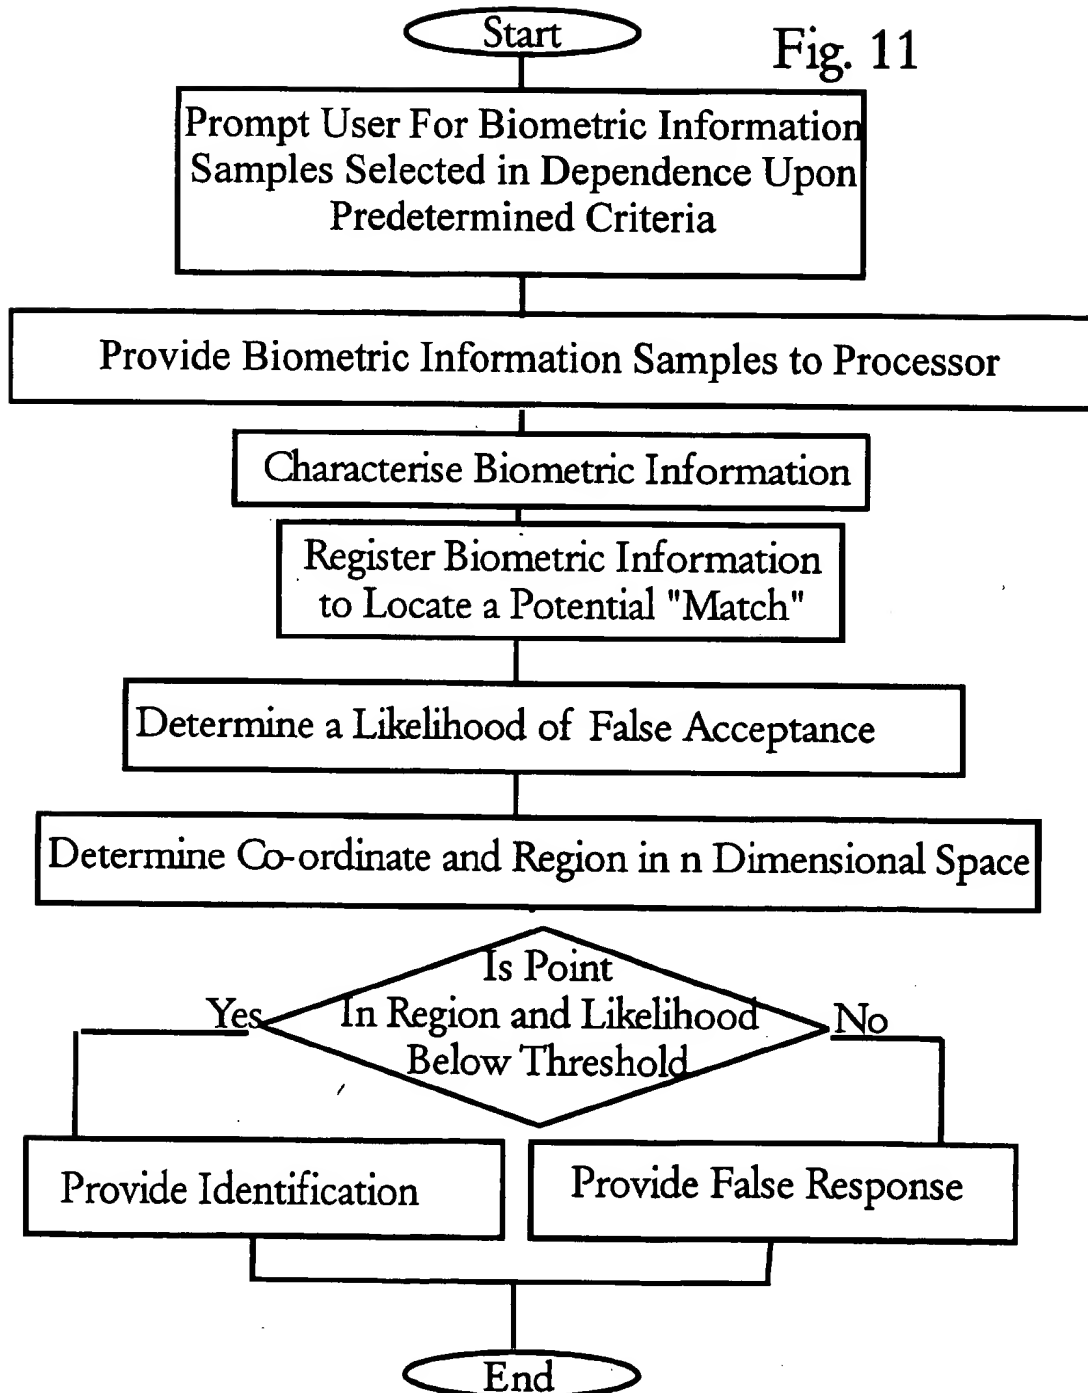 Start
Fig. 11
Prompt User For Biometric Information
Samples Selected in Dependence Upon
Predetermined Criteria
Provide Biometric Information Samples to Processor
Characterise Biometric Information
Register Biometric Information
to Locate a Potential "Match"
Determine a Likelihood of False Acceptance
Determine Co-ordinate and Region in n Dimensional Space
Is Point
Yes In Region and Likelihood No
Below Threshold
Provide Identification
Provide False Response
End